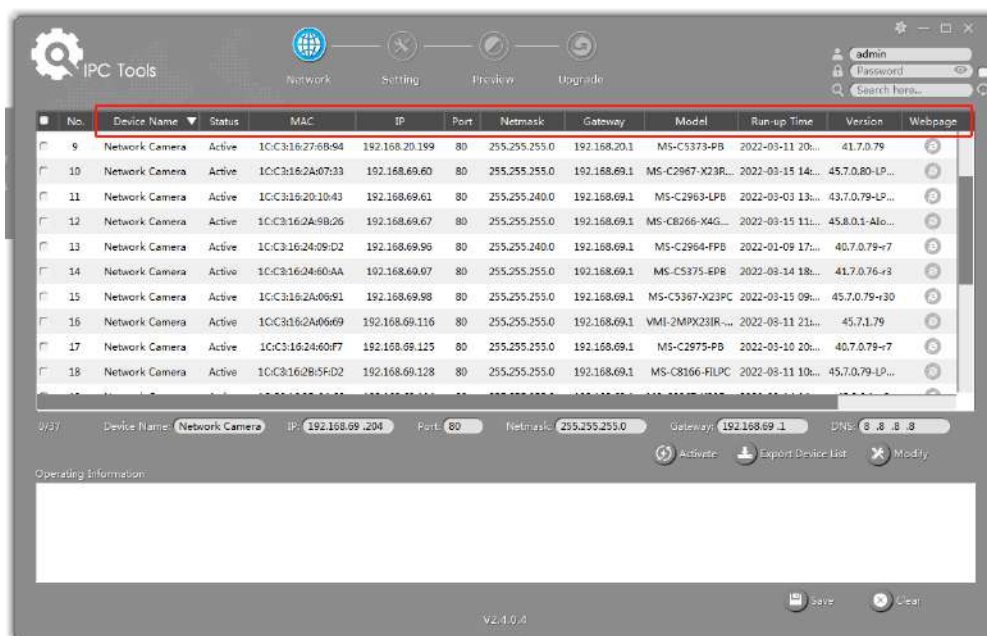 IPC Tools
Network Setting Preview Upgrade
admin
Password
Search here...
No. Device Name Status MAC IP Port Netmask Gateway Model Run-up Time Version Webpage
9 Network Camera Active 1C:C3:16:27:6B:94 192.168.20.199 80 255.255.255.0 192.168.20.1 MS-C5373-PB 2022-03-11 20:... 41.7.0.79
10 Network Camera Active 1C:C3:16:2A:07:33 192.168.69.60 80 255.255.255.0 192.168.69.1 MS-C2967-X23R... 2022-03-15 14:... 45.7.0.80-LP...
11 Network Camera Active 1C:C3:16:20:10:43 192.168.69.61 80 255.255.240.0 192.168.69.1 MS-C2963-LPB 2022-03-03 13:... 43.7.0.79-LP...
12 Network Camera Active 1C:C3:16:2A:9B:26 192.168.69.67 80 255.255.255.0 192.168.69.1 MS-C8266-X4G... 2022-03-15 11:... 45.8.0.1-AIo...
13 Network Camera Active 1C:C3:16:24:09:D2 192.168.69.96 80 255.255.240.0 192.168.69.1 MS-C2964-FPB 2022-01-09 17:... 40.7.0.79-r7
14 Network Camera Active 1C:C3:16:24:60:AA 192.168.69.97 80 255.255.255.0 192.168.69.1 MS-C5375-EPB 2022-03-14 18:... 41.7.0.76-r3
15 Network Camera Active 1C:C3:16:2A:06:91 192.168.69.98 80 255.255.255.0 192.168.69.1 MS-C5367-X23PC 2022-03-15 09:... 45.7.0.79-r30
16 Network Camera Active 1C:C3:16:2A:06:69 192.168.69.116 80 255.255.255.0 192.168.69.1 VMI-2MPX23IR-... 2022-03-11 21:... 45.7.1.79
17 Network Camera Active 1C:C3:16:24:60:F7 192.168.69.125 80 255.255.255.0 192.168.69.1 MS-C2975-PB 2022-03-10 20:... 40.7.0.79-r7
18 Network Camera Active 1C:C3:16:2B:5F:D2 192.168.69.128 80 255.255.255.0 192.168.69.1 MS-C8166-FILPC 2022-03-11 10:... 45.7.0.79-LP...
0/37 Device Name: Network Camera IP: 192.168.69 .204 Port: 80 Netmask: 255.255.255.0 Gateway: 192.168.69 .1 DNS: 8 .8 .8 .8
Activate Export Device List Modify
Operating Information
Save Clear
V2.4.0.4